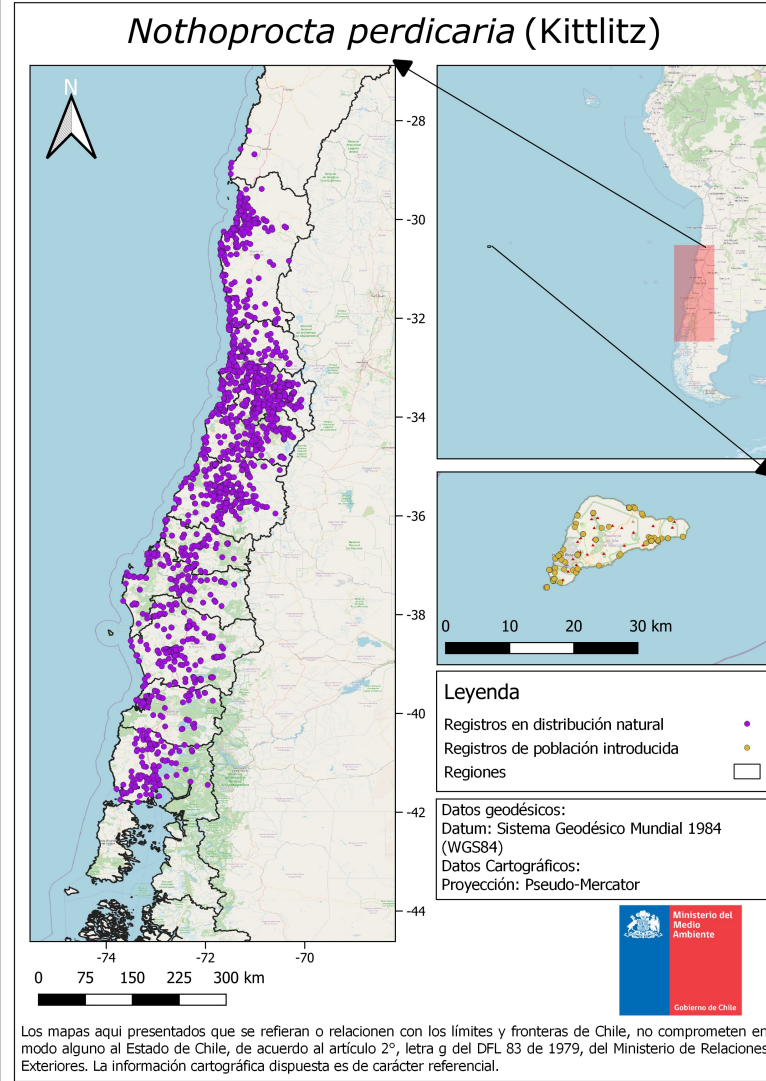 Nothoprocta perdicaria (Kittlitz)
N
-28
-30
-32
-34
-36
-38
-40
-42
-44
-74
-72
-70
0 75 150 225 300 km
0 10 20 30 km
Leyenda
Registros en distribución natural
Registros de población introducida
Regiones
Datos geodésicos:
Datum: Sistema Geodésico Mundial 1984
(WGS84)
Datos Cartográficos:
Proyección: Pseudo-Mercator
Ministerio del
Medio
Ambiente
Gobierno de Chile
Los mapas aqui presentados que se refieran o relacionen con los límites y fronteras de Chile, no comprometen en
modo alguno al Estado de Chile, de acuerdo al artículo 2°, letra g del DFL 83 de 1979, del Ministerio de Relaciones
Exteriores. La información cartográfica dispuesta es de carácter referencial.